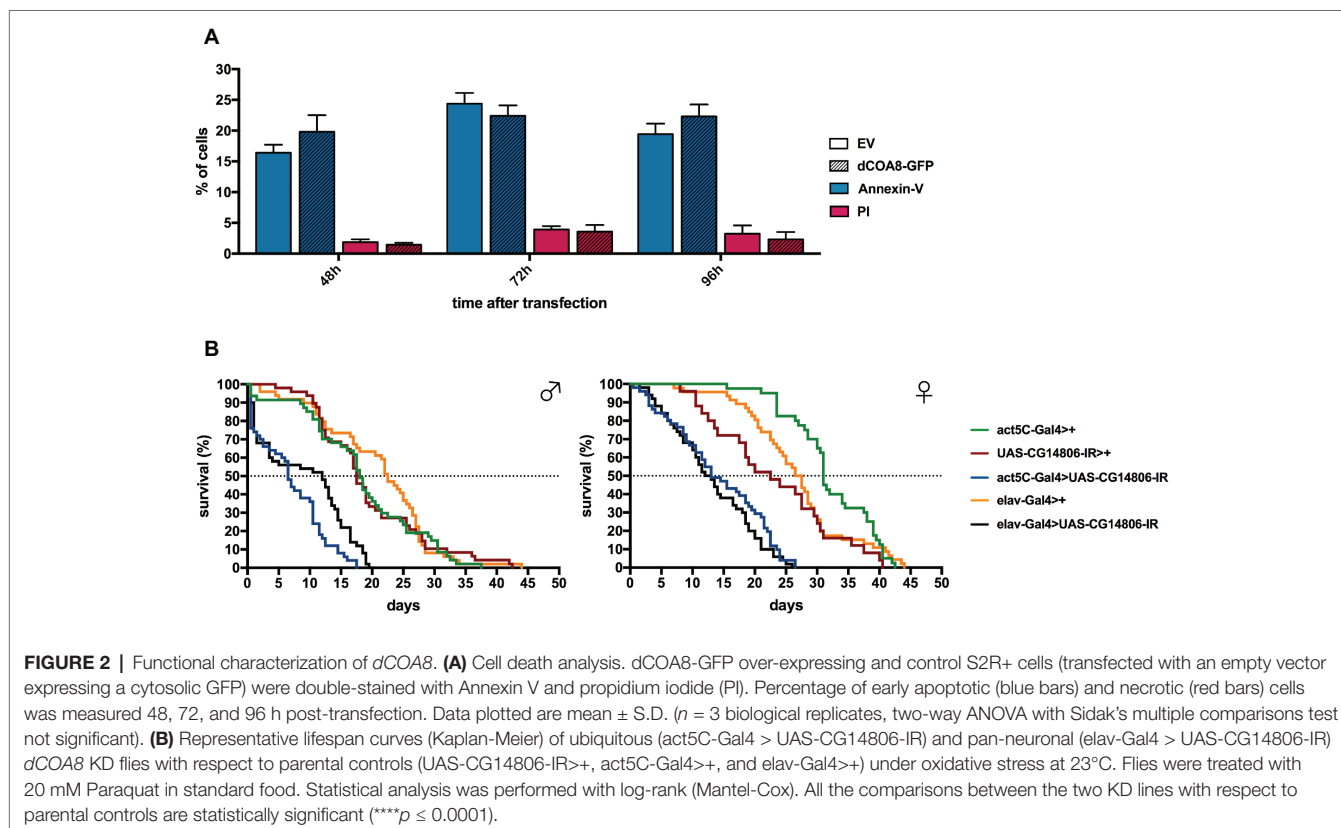 A
% of cells
30
25
20
15
10
5
0
48h
72h
96h
time after transfection
EV
dCOA8-GFP
Annexin-V
PI
B
♂
survival (%)
100
90
80
70
60
50
40
30
20
10
0
0 5 10 15 20 25 30 35 40 45 50
days
♀
survival (%)
100
90
80
70
60
50
40
30
20
10
0
0 5 10 15 20 25 30 35 40 45 50
days
act5C-Gal4>+
UAS-CG14806-IR>+
act5C-Gal4>UAS-CG14806-IR
elav-Gal4>+
elav-Gal4>UAS-CG14806-IR
FIGURE 2 | Functional characterization of dCOA8. (A) Cell death analysis. dCOA8-GFP over-expressing and control S2R+ cells (transfected with an empty vector
expressing a cytosolic GFP) were double-stained with Annexin V and propidium iodide (PI). Percentage of early apoptotic (blue bars) and necrotic (red bars) cells
was measured 48, 72, and 96 h post-transfection. Data plotted are mean ± S.D. (n = 3 biological replicates, two-way ANOVA with Sidak's multiple comparisons test
not significant). (B) Representative lifespan curves (Kaplan-Meier) of ubiquitous (act5C-Gal4 > UAS-CG14806-IR) and pan-neuronal (elav-Gal4 > UAS-CG14806-IR)
dCOA8 KD flies with respect to parental controls (UAS-CG14806-IR>+, act5C-Gal4>+, and elav-Gal4>+) under oxidative stress at 23°C. Flies were treated with
20 mM Paraquat in standard food. Statistical analysis was performed with log-rank (Mantel-Cox). All the comparisons between the two KD lines with respect to
parental controls are statistically significant (****p ≤ 0.0001).